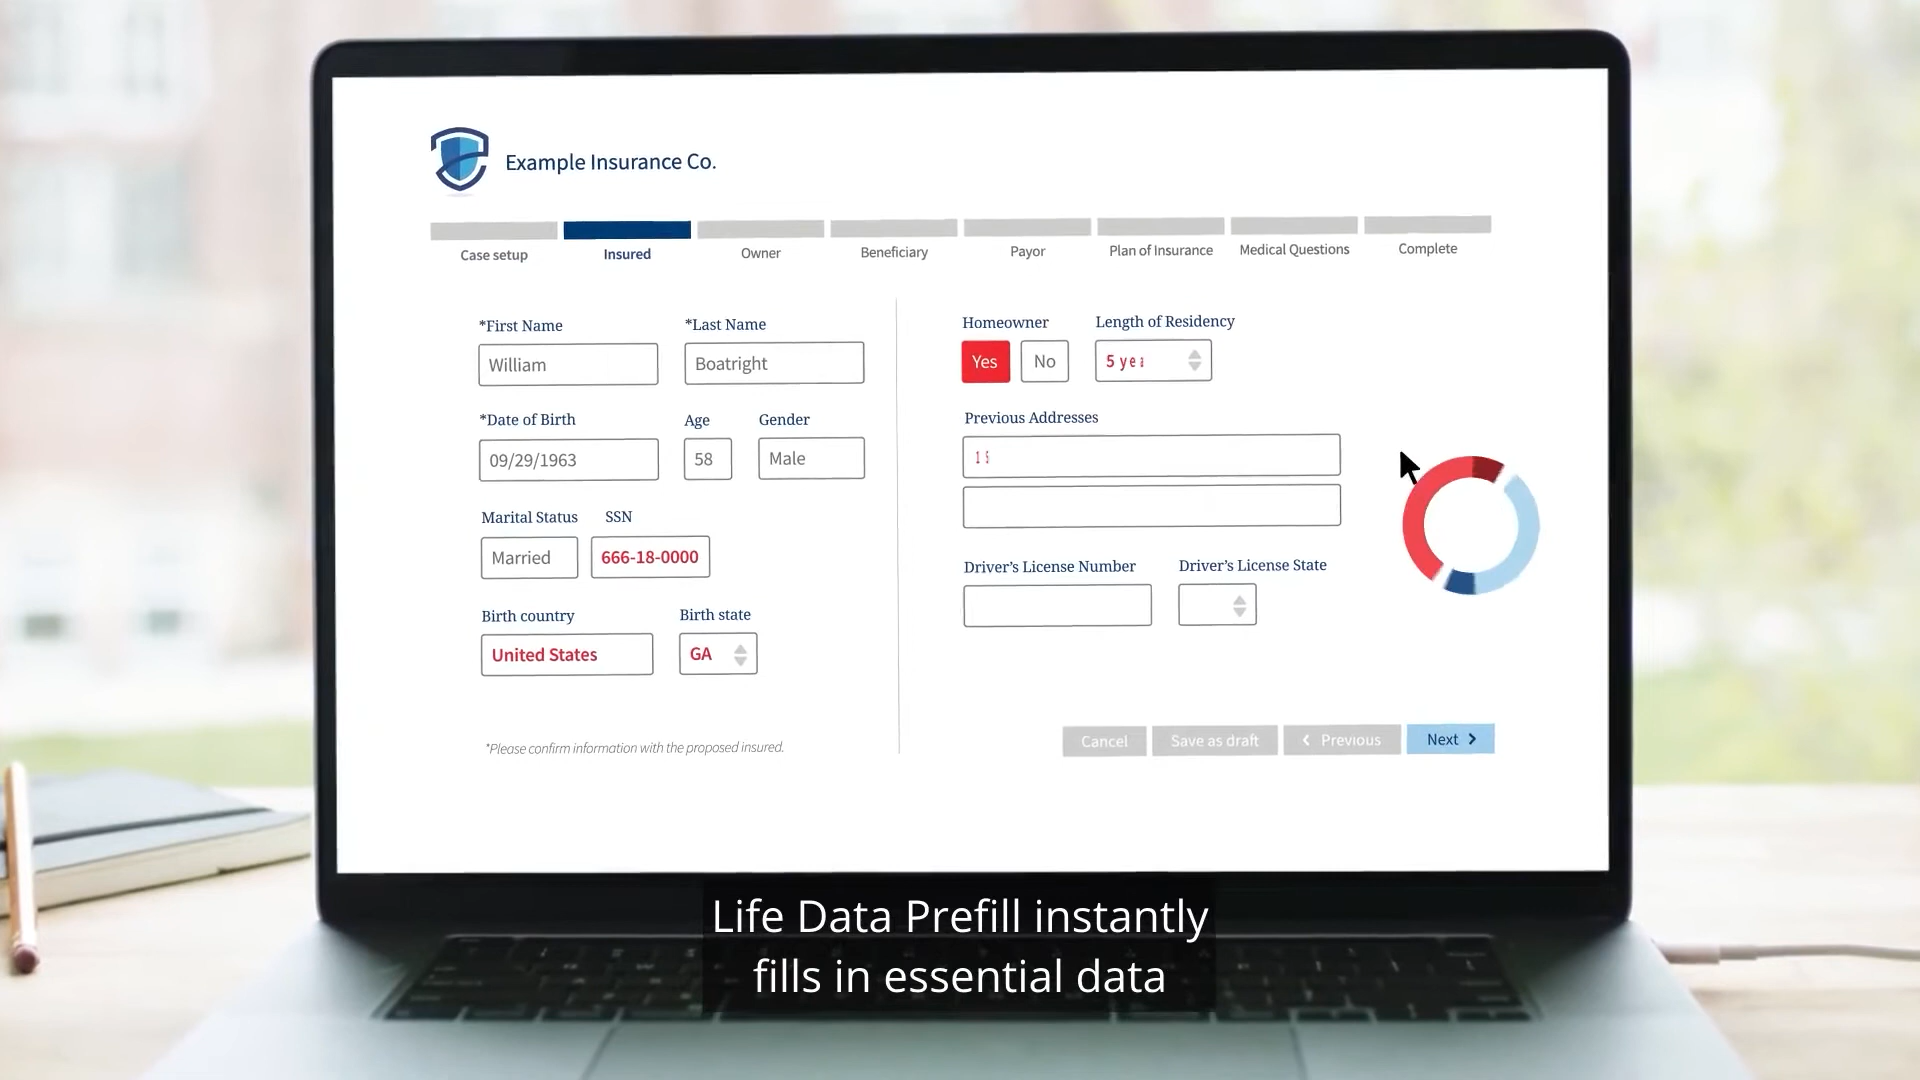 Example Insurance Co.
Case setup
Insured
Owner
Beneficiary
Payor
Plan of Insurance
Medical Questions
Complete
*First Name
*Last Name
William
Boatright
*Date of Birth
Age
Gender
09/29/1963
58
Male
Marital Status
SSN
Married
666-18-0000
Birth country
Birth state
United States
GA
*Please confirm information with the proposed insured.
Homeowner
Length of Residency
Yes
No
5
Previous Addresses
Driver's License Number
Driver's License State
Cancel
Save as draft
Previous
Next
Life Data Prefill instantly
fills in essential data